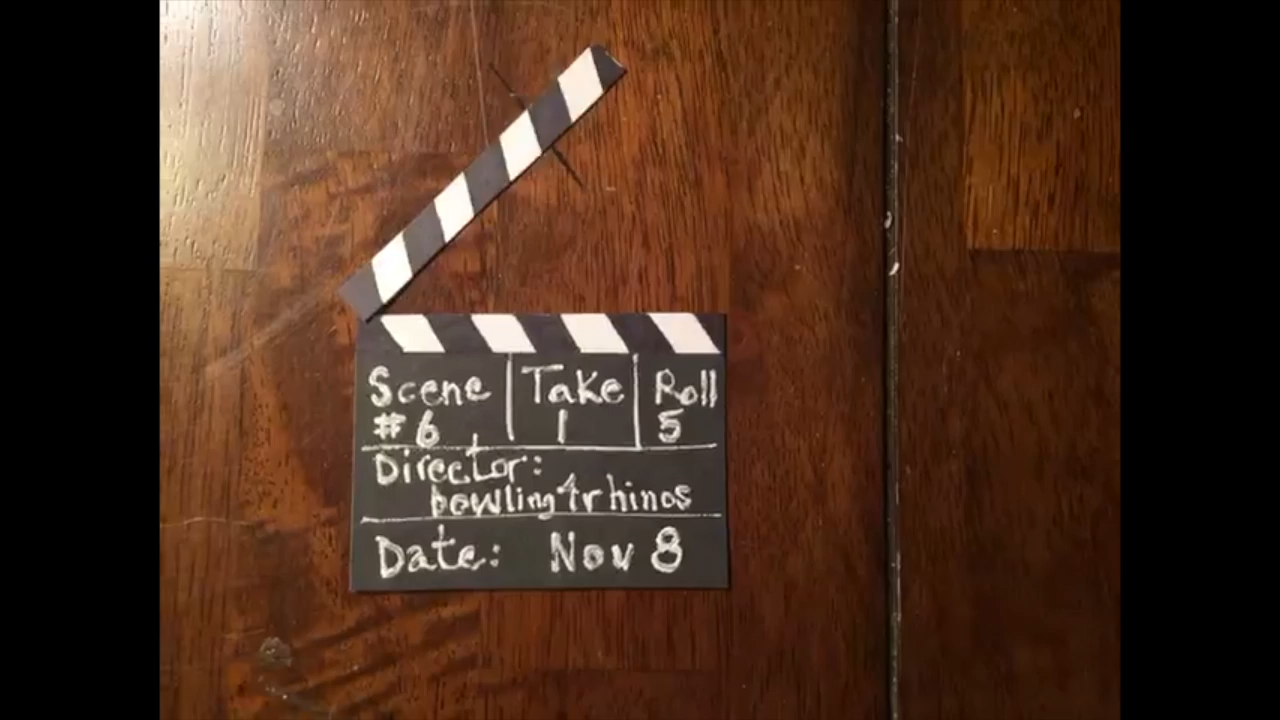 Scene Take Roll
#6 1 5
Director:
bowling4rhinos
Date: Nov 8